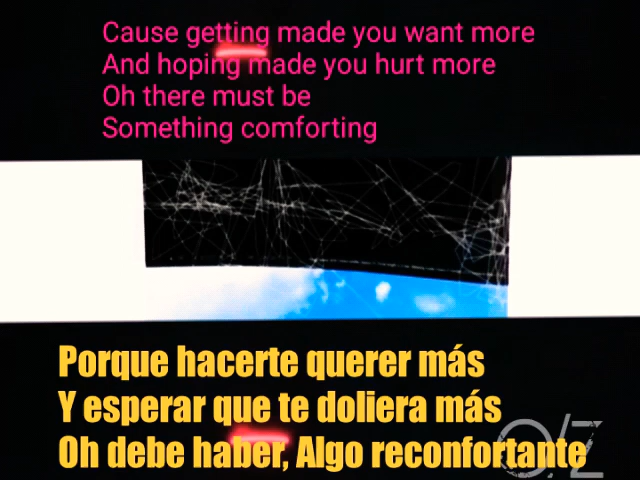 Cause getting made you want more
And hoping made you hurt more
Oh there must be
Something comforting
Porque hacerte querer más
Y esperar que te doliera más
Oh debe haber, Algo reconfortante
O/Z